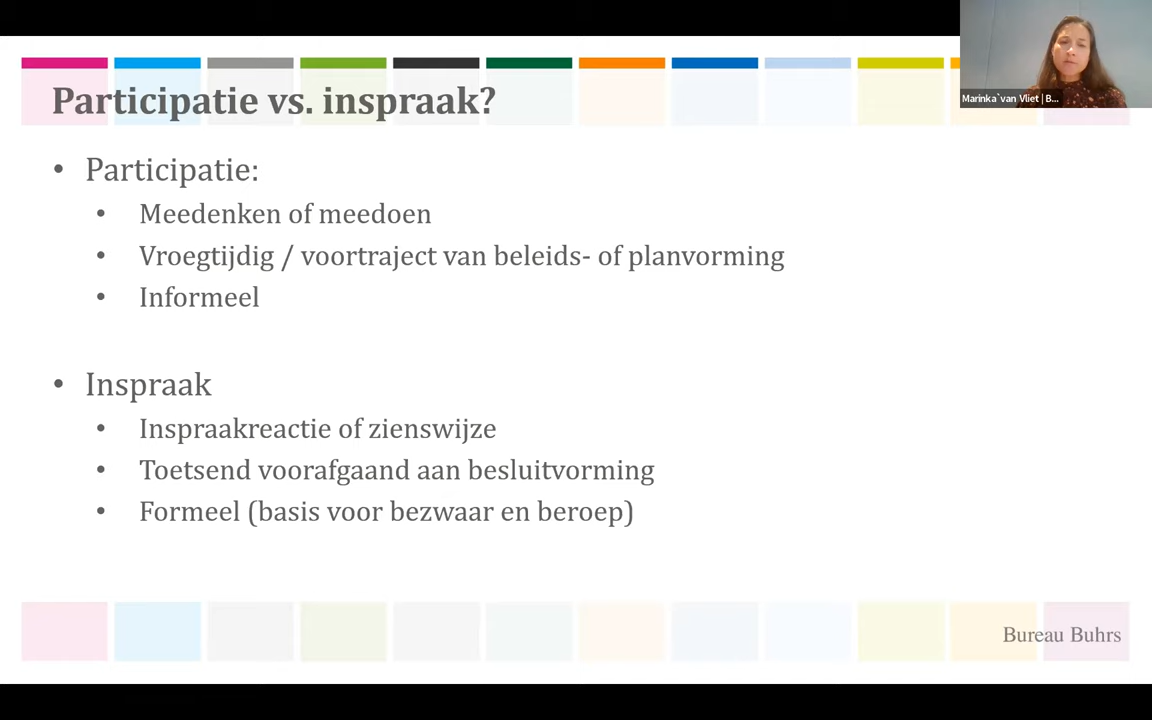 Participatie vs. inspraak?
Marinka`van Vliet | B...
• Participatie:
• Meedenken of meedoen
• Vroegtijdig / voortraject van beleids- of planvorming
• Informeel
• Inspraak
• Inspraakreactie of zienswijze
• Toetsend voorafgaand aan besluitvorming
• Formeel (basis voor bezwaar en beroep)
Bureau Buhrs